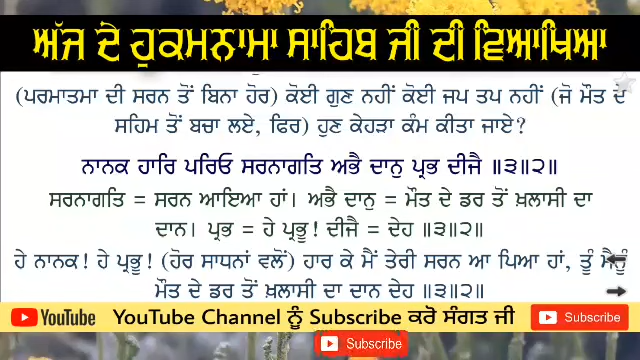 ਅੱਜ ਦੇ ਹੁਕਮਨਾਮਾ ਸਾਹਿਬ ਜੀ ਦੀ ਵਿਆਖਿਆ
(ਪਰਮਾਤਮਾ ਦੀ ਸਰਨ ਤੋਂ ਬਿਨਾ ਹੋਰ) ਕੋਈ ਗੁਣ ਨਹੀਂ ਕੋਈ ਜਪ ਤਪ ਨਹੀਂ (ਜੋ ਮੌਤ ਦੇ
ਸਹਿਮ ਤੋਂ ਬਚਾ ਲਏ, ਫਿਰ) ਹੁਣ ਕੇਹੜਾ ਕੰਮ ਕੀਤਾ ਜਾਏ?
ਨਾਨਕ ਹਾਰਿ ਪਰਿਓ ਸਰਨਾਗਤਿ ਅਭੈ ਦਾਨੁ ਪ੍ਰਭ ਦੀਜੈ ॥੩॥੨॥
ਸਰਨਾਗਤਿ = ਸਰਨ ਆਇਆ ਹਾਂ। ਅਭੈ ਦਾਨੁ = ਮੌਤ ਦੇ ਡਰ ਤੋਂ ਖ਼ਲਾਸੀ ਦਾ
ਦਾਨ। ਪ੍ਰਭ = ਹੇ ਪ੍ਰਭੂ! ਦੀਜੈ = ਦੇਹ ॥੩॥੨॥
ਹੇ ਨਾਨਕ! ਹੇ ਪ੍ਰਭੂ! (ਹੋਰ ਸਾਧਨਾਂ ਵਲੋਂ) ਹਾਰ ਕੇ ਮੈਂ ਤੇਰੀ ਸਰਨ ਆ ਪਿਆ ਹਾਂ, ਤੂੰ ਮੈਨੂੰ
ਮੌਤ ਦੇ ਡਰ ਤੋਂ ਖ਼ਲਾਸੀ ਦਾ ਦਾਨ ਦੇਹ ॥੩॥੨॥
YouTube YouTube Channel ਨੂੰ Subscribe ਕਰੋ ਸੰਗਤ ਜੀ Subscribe
Subscribe